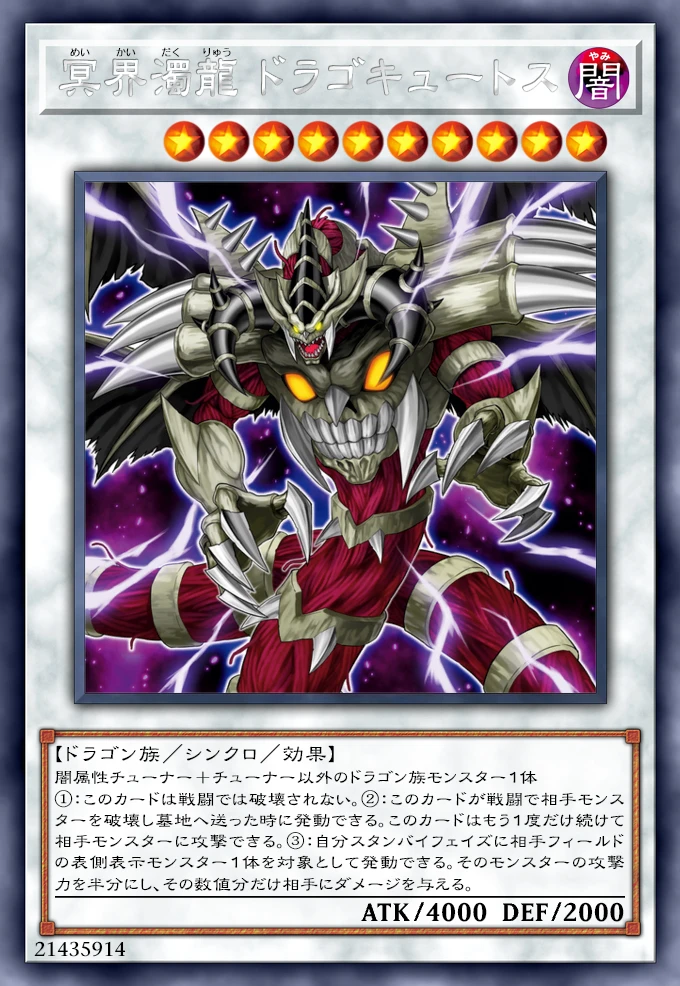 めい かい だく りゅう
冥界濁龍 ドラゴキュートス
やみ
闇
【ドラゴン族／シンクロ／効果】
闇属性チューナー＋チューナー以外のドラゴン族モンスター1体
①：このカードは戦闘では破壊されない。②：このカードが戦闘で相手モンス
ターを破壊し墓地へ送った時に発動できる。このカードはもう1度だけ続けて
相手モンスターに攻撃できる。③：自分スタンバイフェイズに相手フィールド
の表側表示モンスター1体を対象として発動できる。そのモンスターの攻撃
力を半分にし、その数値分だけ相手にダメージを与える。
ATK/4000 DEF/2000
21435914